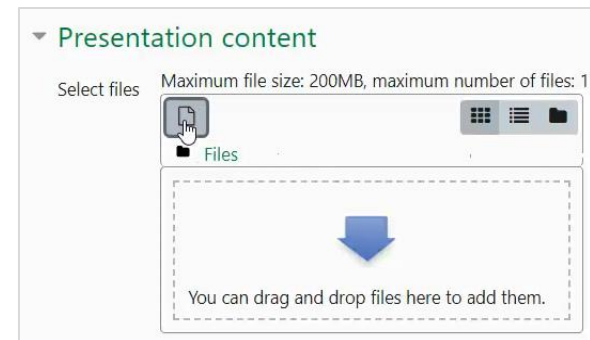 Presentation content
Select files
Maximum file size: 200MB, maximum number of files: 1
Files
You can drag and drop files here to add them.